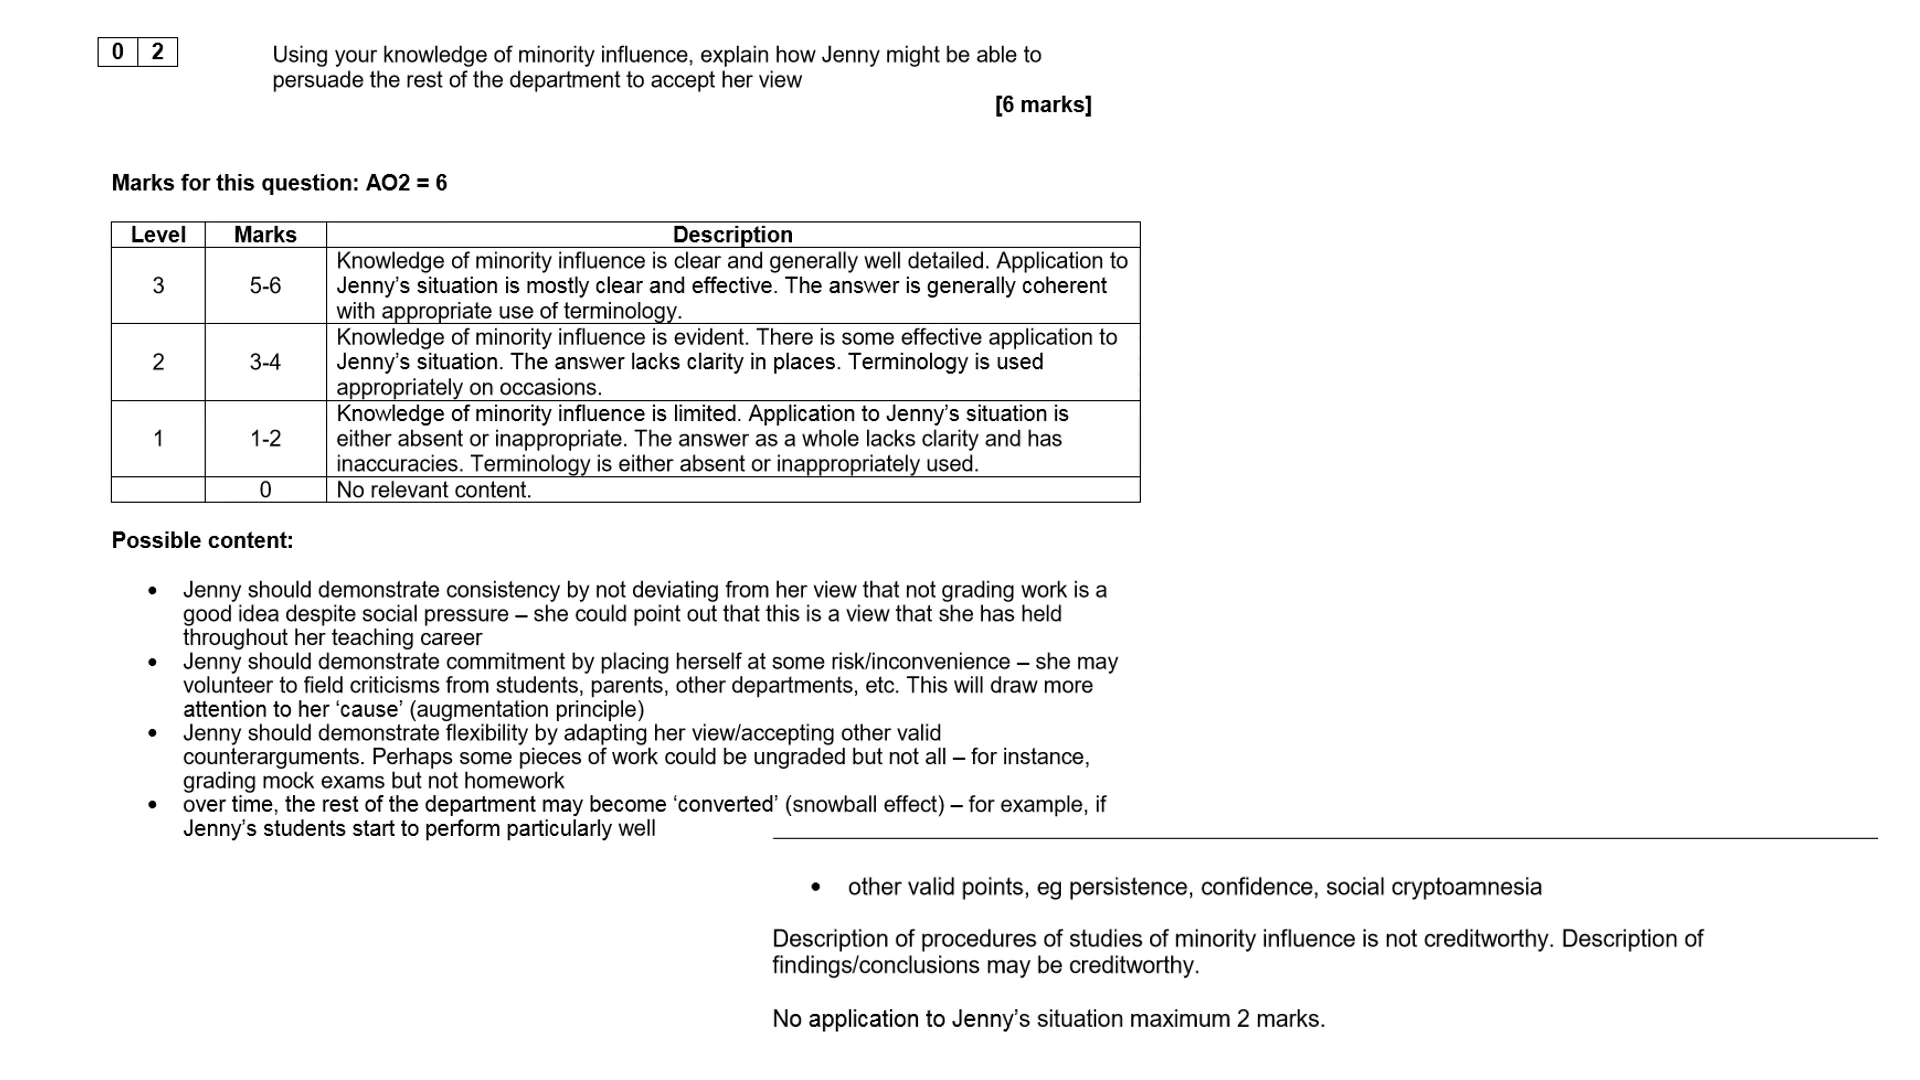 0 2
Using your knowledge of minority influence, explain how Jenny might be able to
persuade the rest of the department to accept her view
[6 marks]
Marks for this question: AO2 = 6
Level Marks Description
3 5-6 Knowledge of minority influence is clear and generally well detailed. Application to
Jenny’s situation is mostly clear and effective. The answer is generally coherent
with appropriate use of terminology.
2 3-4 Knowledge of minority influence is evident. There is some effective application to
Jenny’s situation. The answer lacks clarity in places. Terminology is used
appropriately on occasions.
1 1-2 Knowledge of minority influence is limited. Application to Jenny’s situation is
either absent or inappropriate. The answer as a whole lacks clarity and has
inaccuracies. Terminology is either absent or inappropriately used.
0 No relevant content.
Possible content:
• Jenny should demonstrate consistency by not deviating from her view that not grading work is a
good idea despite social pressure – she could point out that this is a view that she has held
throughout her teaching career
• Jenny should demonstrate commitment by placing herself at some risk/inconvenience – she may
volunteer to field criticisms from students, parents, other departments, etc. This will draw more
attention to her ‘cause’ (augmentation principle)
• Jenny should demonstrate flexibility by adapting her view/accepting other valid
counterarguments. Perhaps some pieces of work could be ungraded but not all – for instance,
grading mock exams but not homework
• over time, the rest of the department may become ‘converted’ (snowball effect) – for example, if
Jenny’s students start to perform particularly well
• other valid points, eg persistence, confidence, social cryptoamnesia
Description of procedures of studies of minority influence is not creditworthy. Description of
findings/conclusions may be creditworthy.
No application to Jenny’s situation maximum 2 marks.